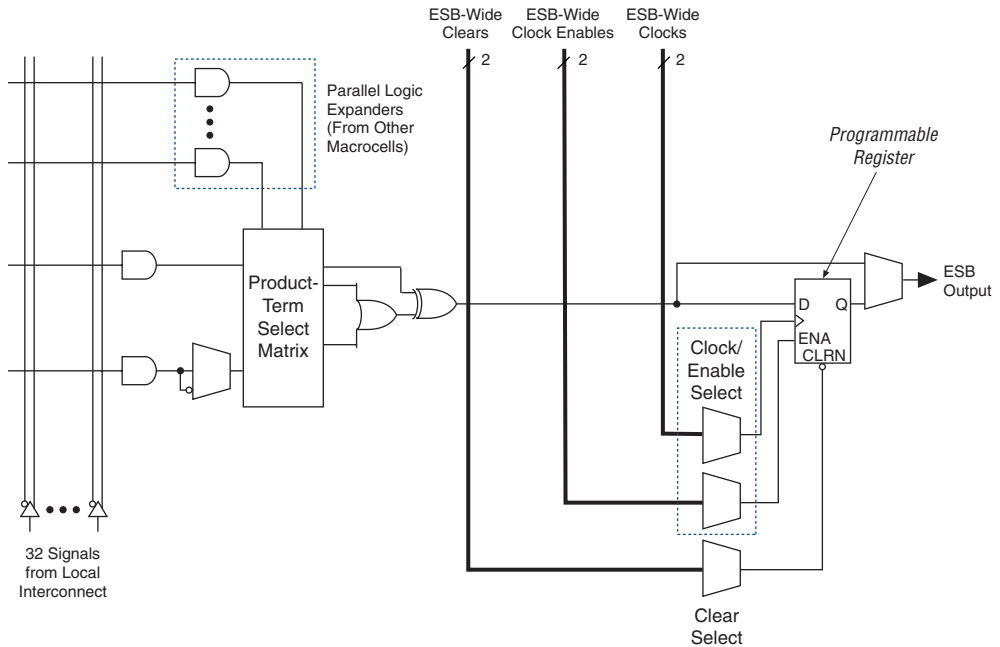 ESB-Wide
Clears
ESB-Wide
Clock Enables
ESB-Wide
Clocks
2
2
2
Parallel Logic
Expanders
(From Other
Macrocells)
Programmable
Register
Product-
Term
Select
Matrix
ESB
Output
D
Q
ENA
CLRN
Clock/
Enable
Select
32 Signals
from Local
Interconnect
Clear
Select